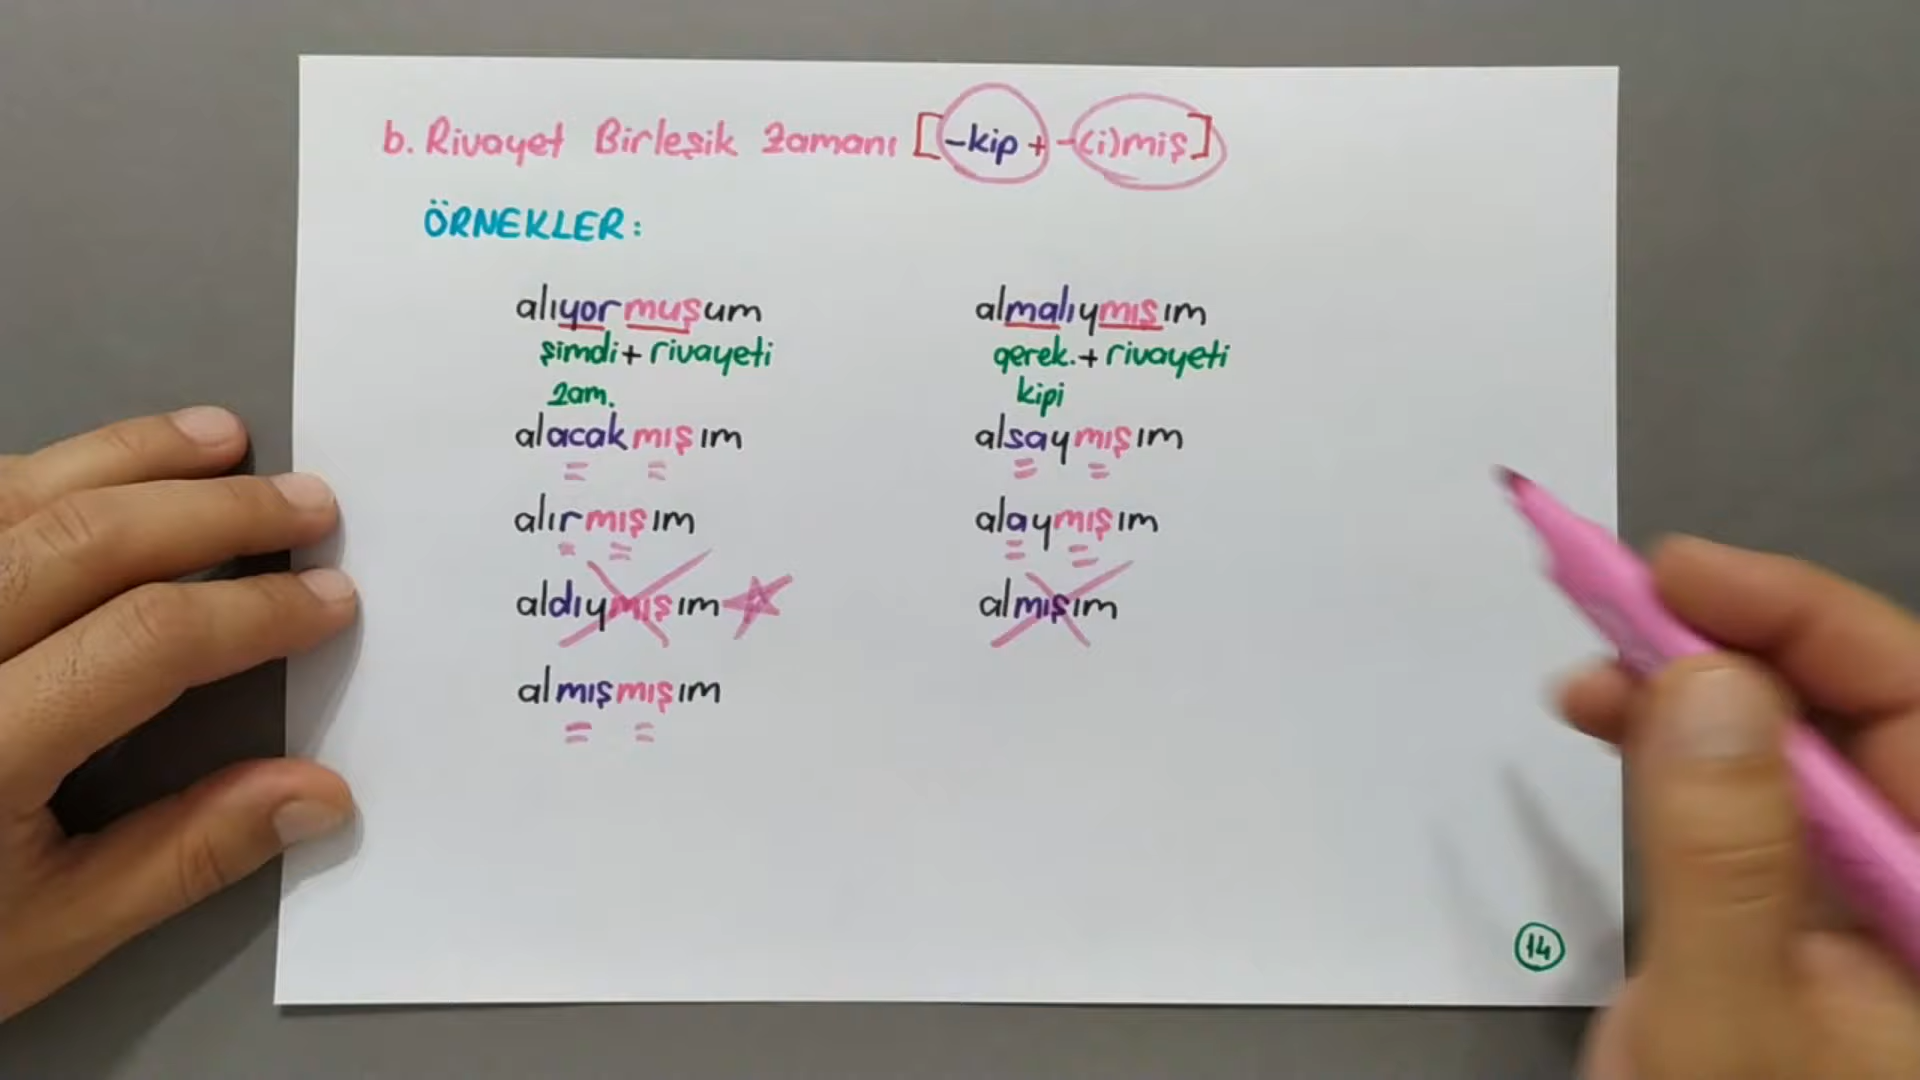 b. Rivayet Birleşik Zamanı [-kip + -(i)miş]
ÖRNEKLER:
alıyormuşum
şimdi + rivayeti
zam.
alacakmışım
alırmışım
aldıymışım
almışmışım
almalıymışım
gerek. + rivayeti
kipi
alsaymışım
alaymışım
almışım
14